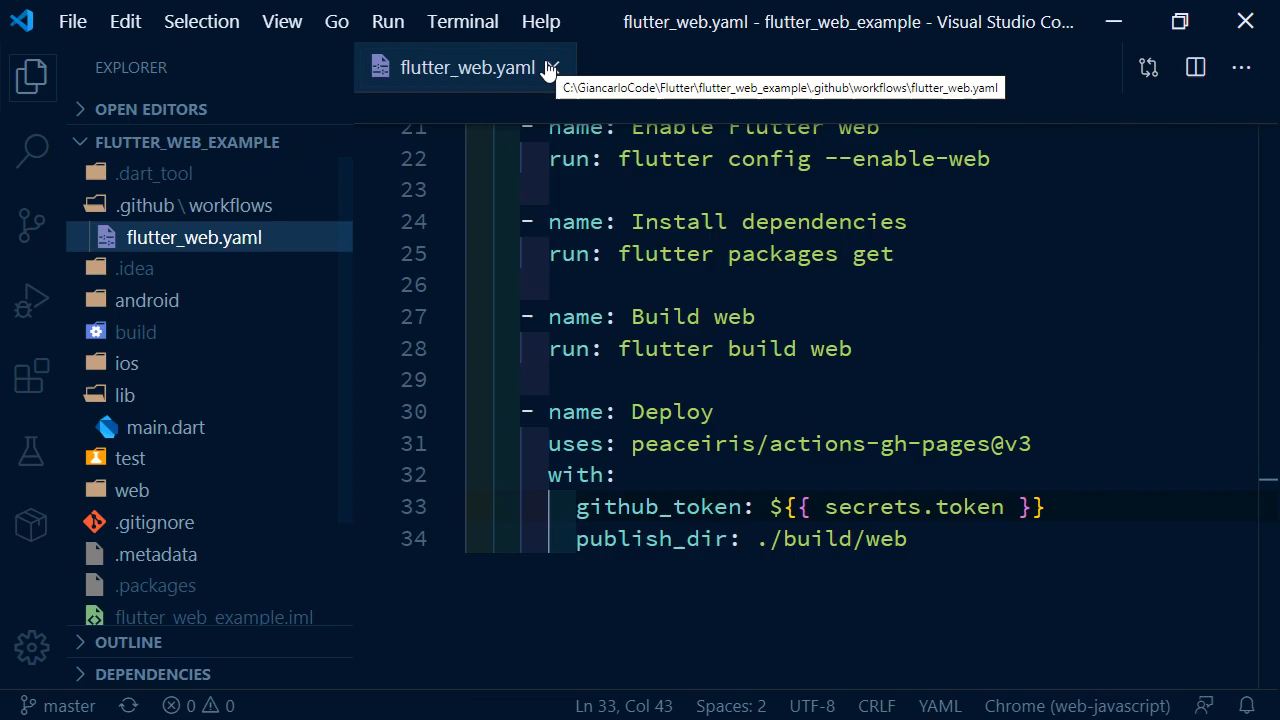 File Edit Selection View Go Run Terminal Help flutter_web.yaml - flutter_web_example - Visual Studio Co...
EXPLORER
flutter_web.yaml
C:\GiancarloCode\Flutter\flutter_web_example\.github\workflows\flutter_web.yaml
OPEN EDITORS
FLUTTER_WEB_EXAMPLE
.dart_tool
.github \ workflows
flutter_web.yaml
.idea
android
build
ios
lib
main.dart
test
web
.gitignore
.metadata
.packages
flutter_web_example.iml
OUTLINE
DEPENDENCIES
21 - name: Enable Flutter web
22 run: flutter config --enable-web
23
24 - name: Install dependencies
25 run: flutter packages get
26
27 - name: Build web
28 run: flutter build web
29
30 - name: Deploy
31 uses: peaceiris/actions-gh-pages@v3
32 with:
33 github_token: ${{ secrets.token }}
34 publish_dir: ./build/web
master 0 0 Ln 33, Col 43 Spaces: 2 UTF-8 CRLF YAML Chrome (web-javascript)